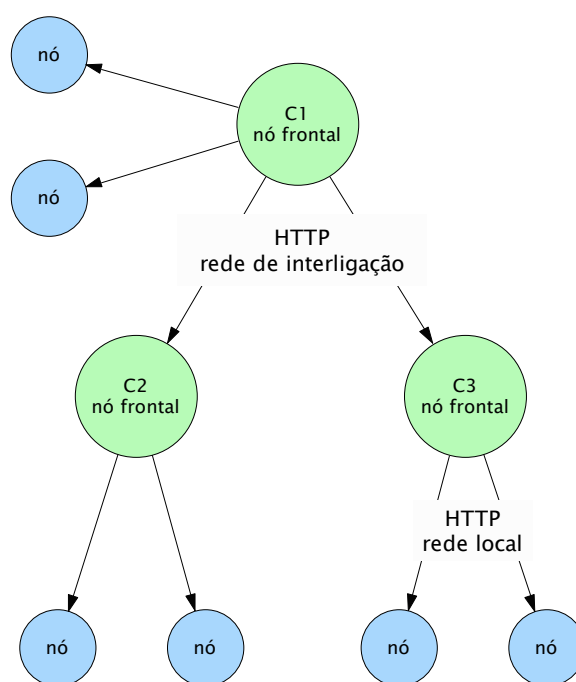 nó
C1
nó frontal
nó
HTTP
rede de interligação
C2
nó frontal
C3
nó frontal
HTTP
rede local
nó
nó
nó
nó